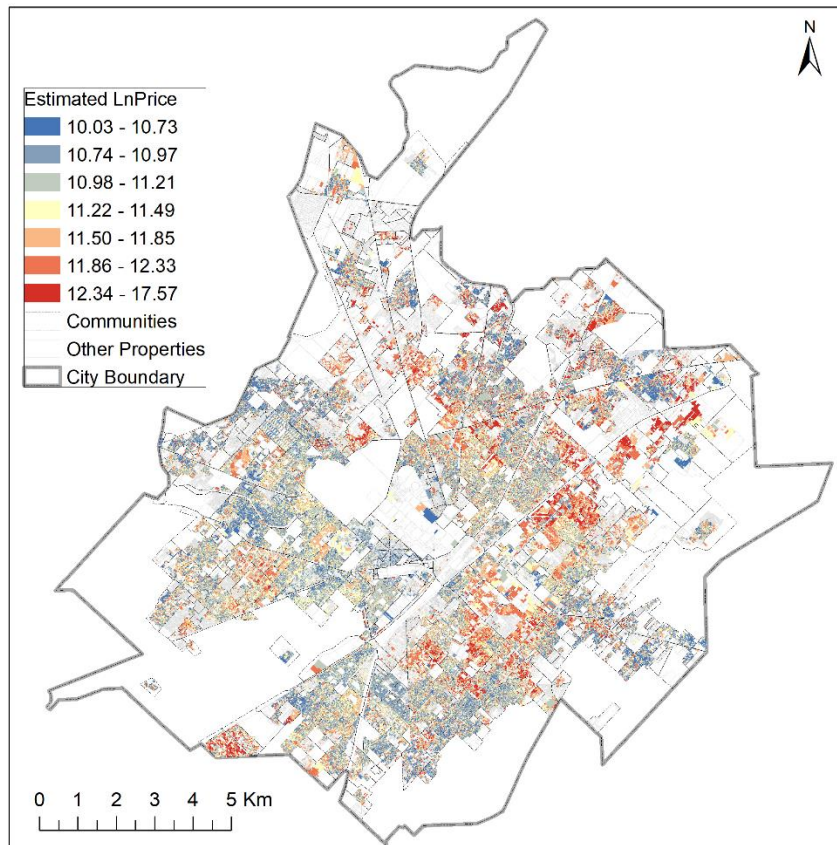 N
Estimated LnPrice
10.03 - 10.73
10.74 - 10.97
10.98 - 11.21
11.22 - 11.49
11.50 - 11.85
11.86 - 12.33
12.34 - 17.57
Communities
Other Properties
City Boundary
0 1 2 3 4 5 Km